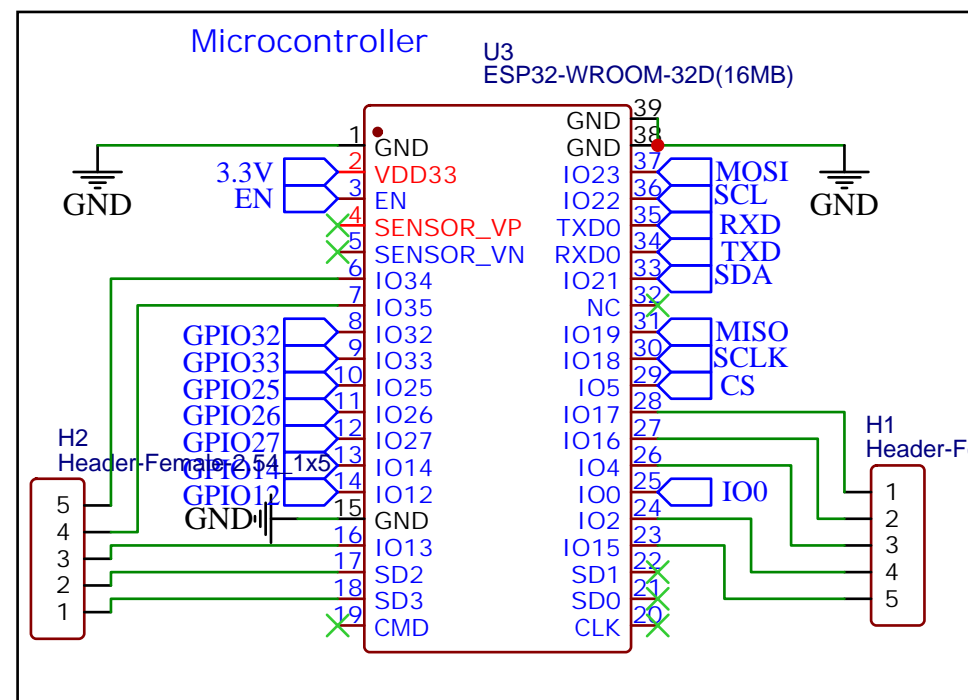 Microcontroller
U3
ESP32-WROOM-32D(16MB)
1
GND
2
VDD33
3
EN
4
SENSOR_VP
5
SENSOR_VN
6
IO34
7
IO35
8
IO32
9
IO33
10
IO25
11
IO26
12
IO27
13
IO14
14
IO12
15
GND
16
IO13
17
SD2
18
SD3
19
CMD
39
GND
38
GND
37
IO23
36
IO22
35
TXD0
34
RXD0
33
IO21
32
NC
31
IO19
30
IO18
29
IO5
28
IO17
27
IO16
26
IO4
25
IO0
24
IO2
23
IO15
22
SD1
21
SD0
20
CLK
GND
3.3V
EN
GPIO32
GPIO33
GPIO25
GPIO26
GPIO27
GPIO14
GPIO12
GND
H2
Header-Female-2.54_1x5
5
4
3
2
1
MOSI
SCL
RXD
TXD
SDA
MISO
SCLK
CS
IO0
GND
H1
Header-F
1
2
3
4
5